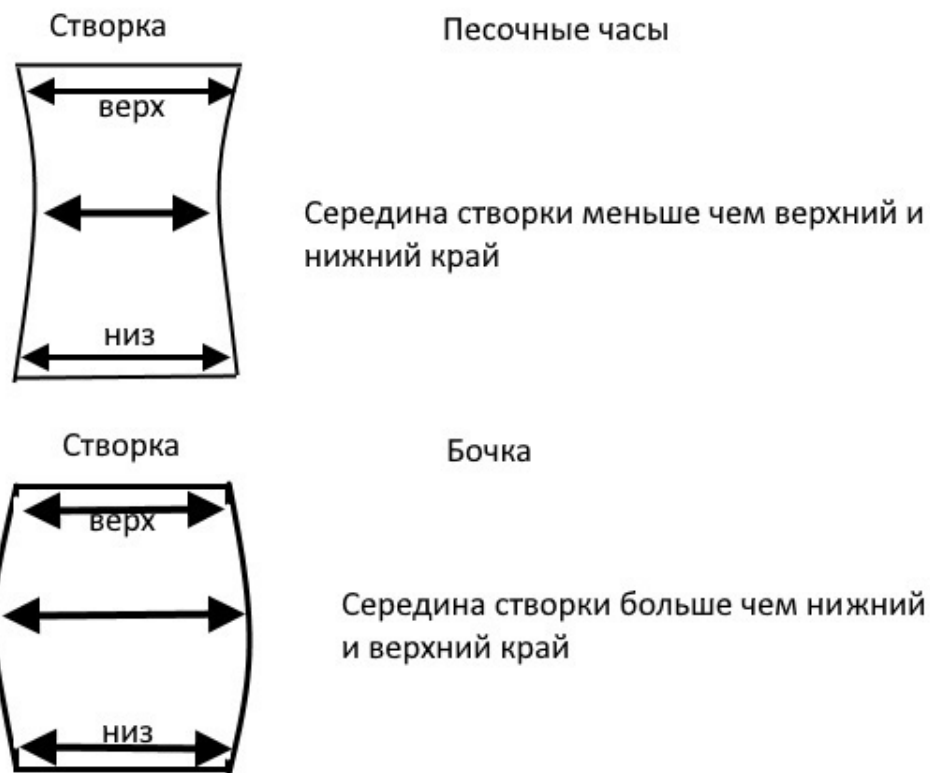 Створка
Песочные часы
верх
Середина створки меньше чем верхний и
нижний край
низ
Створка
Бочка
верх
Середина створки больше чем нижний
и верхний край
низ